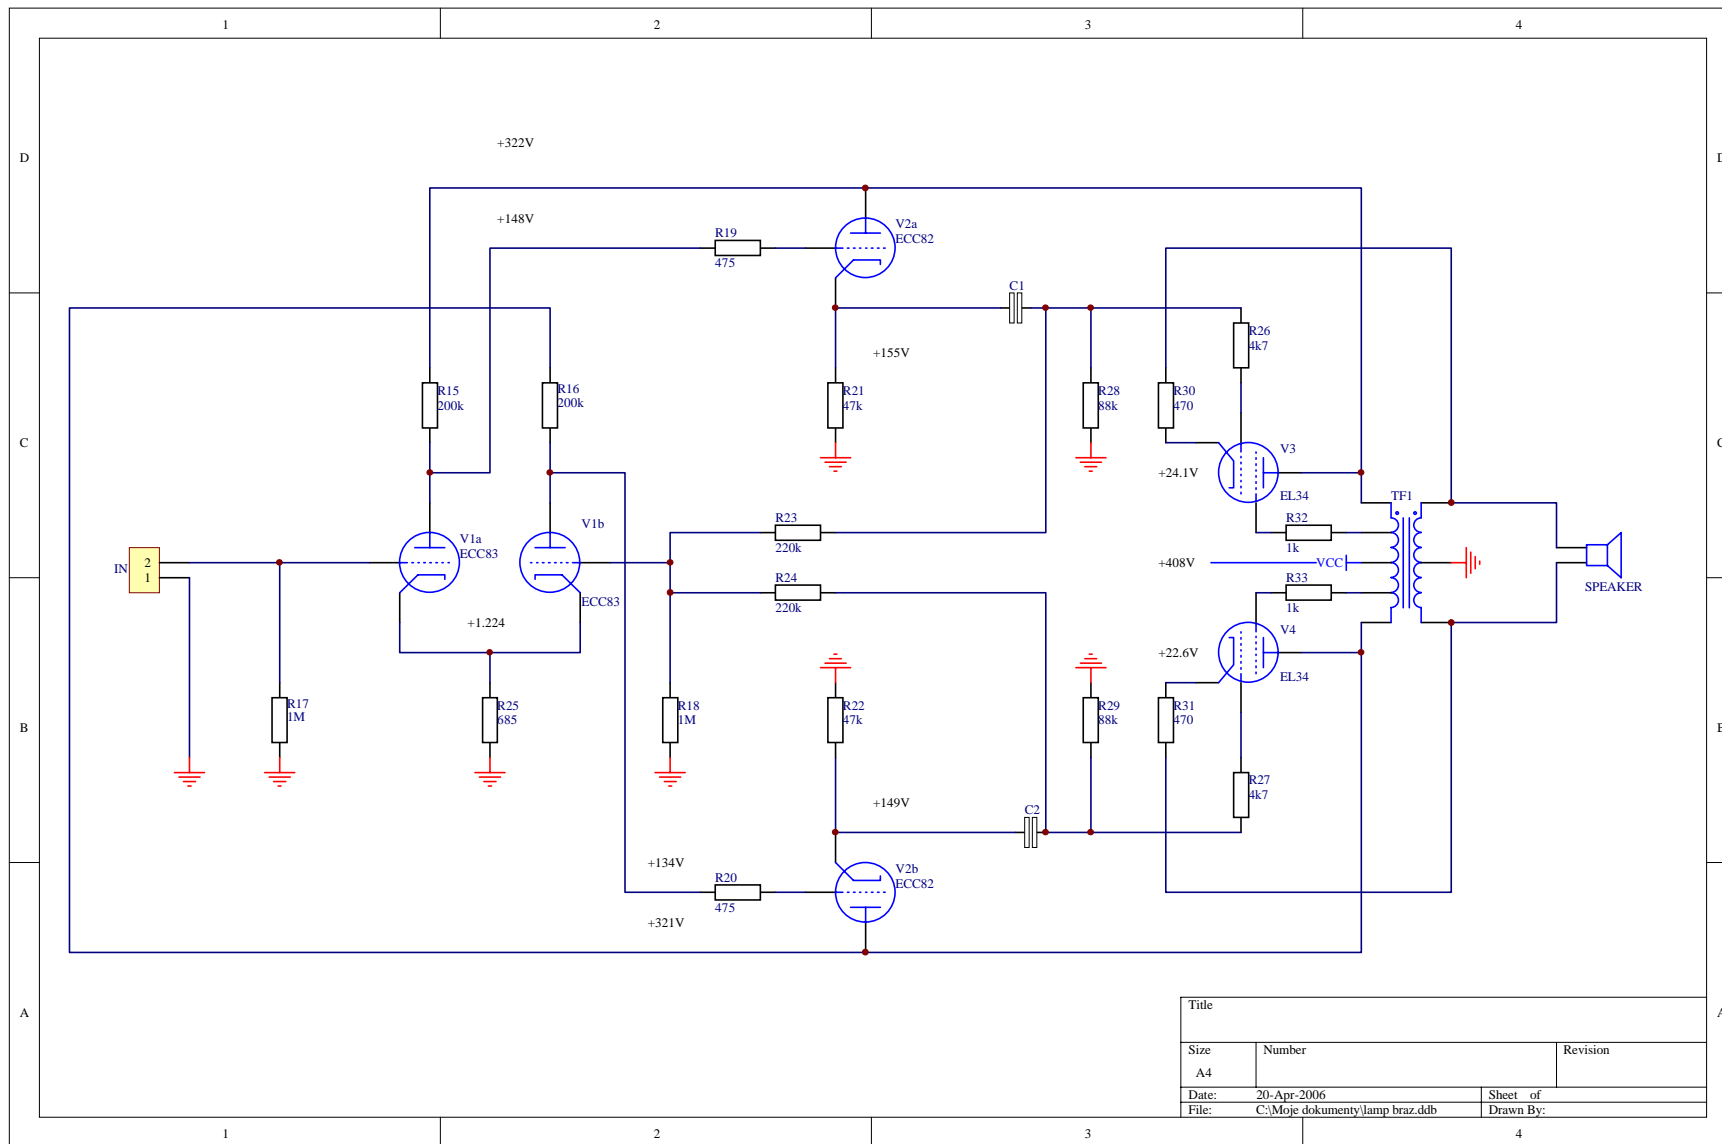 1 2 3 4
D D
+322V
+148V
R19
475
V2a
ECC82
C1
+155V
R26
4k7
R15
200k
R16
200k
R21
47k
R28
88k
R30
470
C C
V3
+24.1V
EL34
TF1
R23
220k
R32
1k
V1a
ECC83
V1b
IN
2
1
+408V
VCC
SPEAKER
R24
220k
R33
1k
ECC83
+1.224
V4
+22.6V
EL34
R17
1M
R25
685
R18
1M
R22
47k
R29
88k
R31
470
B B
R27
4k7
+149V
C2
+134V
R20
475
V2b
ECC82
+321V
A A
Title
Size Number Revision
A4
Date: 20-Apr-2006 Sheet of
File: C:\Moje dokumenty\lamp braz.ddb Drawn By:
1 2 3 4